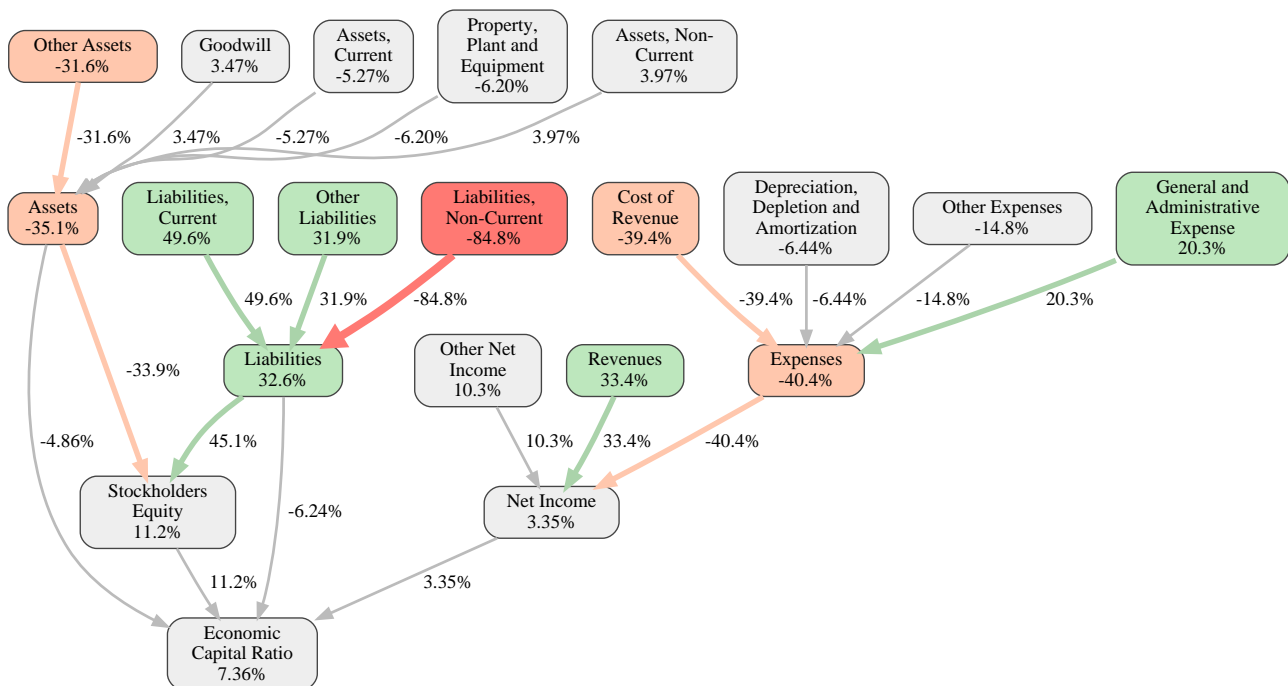 Other Assets
-31.6%
Goodwill
3.47%
Assets,
Current
-5.27%
Property,
Plant and
Equipment
-6.20%
Assets, Non-
Current
3.97%
-31.6%
3.47%
-5.27%
-6.20%
3.97%
Assets
-35.1%
Liabilities,
Current
49.6%
Other
Liabilities
31.9%
Liabilities,
Non-Current
-84.8%
Cost of
Revenue
-39.4%
Depreciation,
Depletion and
Amortization
-6.44%
Other Expenses
-14.8%
General and
Administrative
Expense
20.3%
49.6%
31.9%
-84.8%
-39.4%
-6.44%
-14.8%
20.3%
Liabilities
32.6%
Other Net
Income
10.3%
Revenues
33.4%
Expenses
-40.4%
-33.9%
-4.86%
45.1%
10.3%
33.4%
-40.4%
Stockholders
Equity
11.2%
-6.24%
Net Income
3.35%
11.2%
3.35%
Economic
Capital Ratio
7.36%